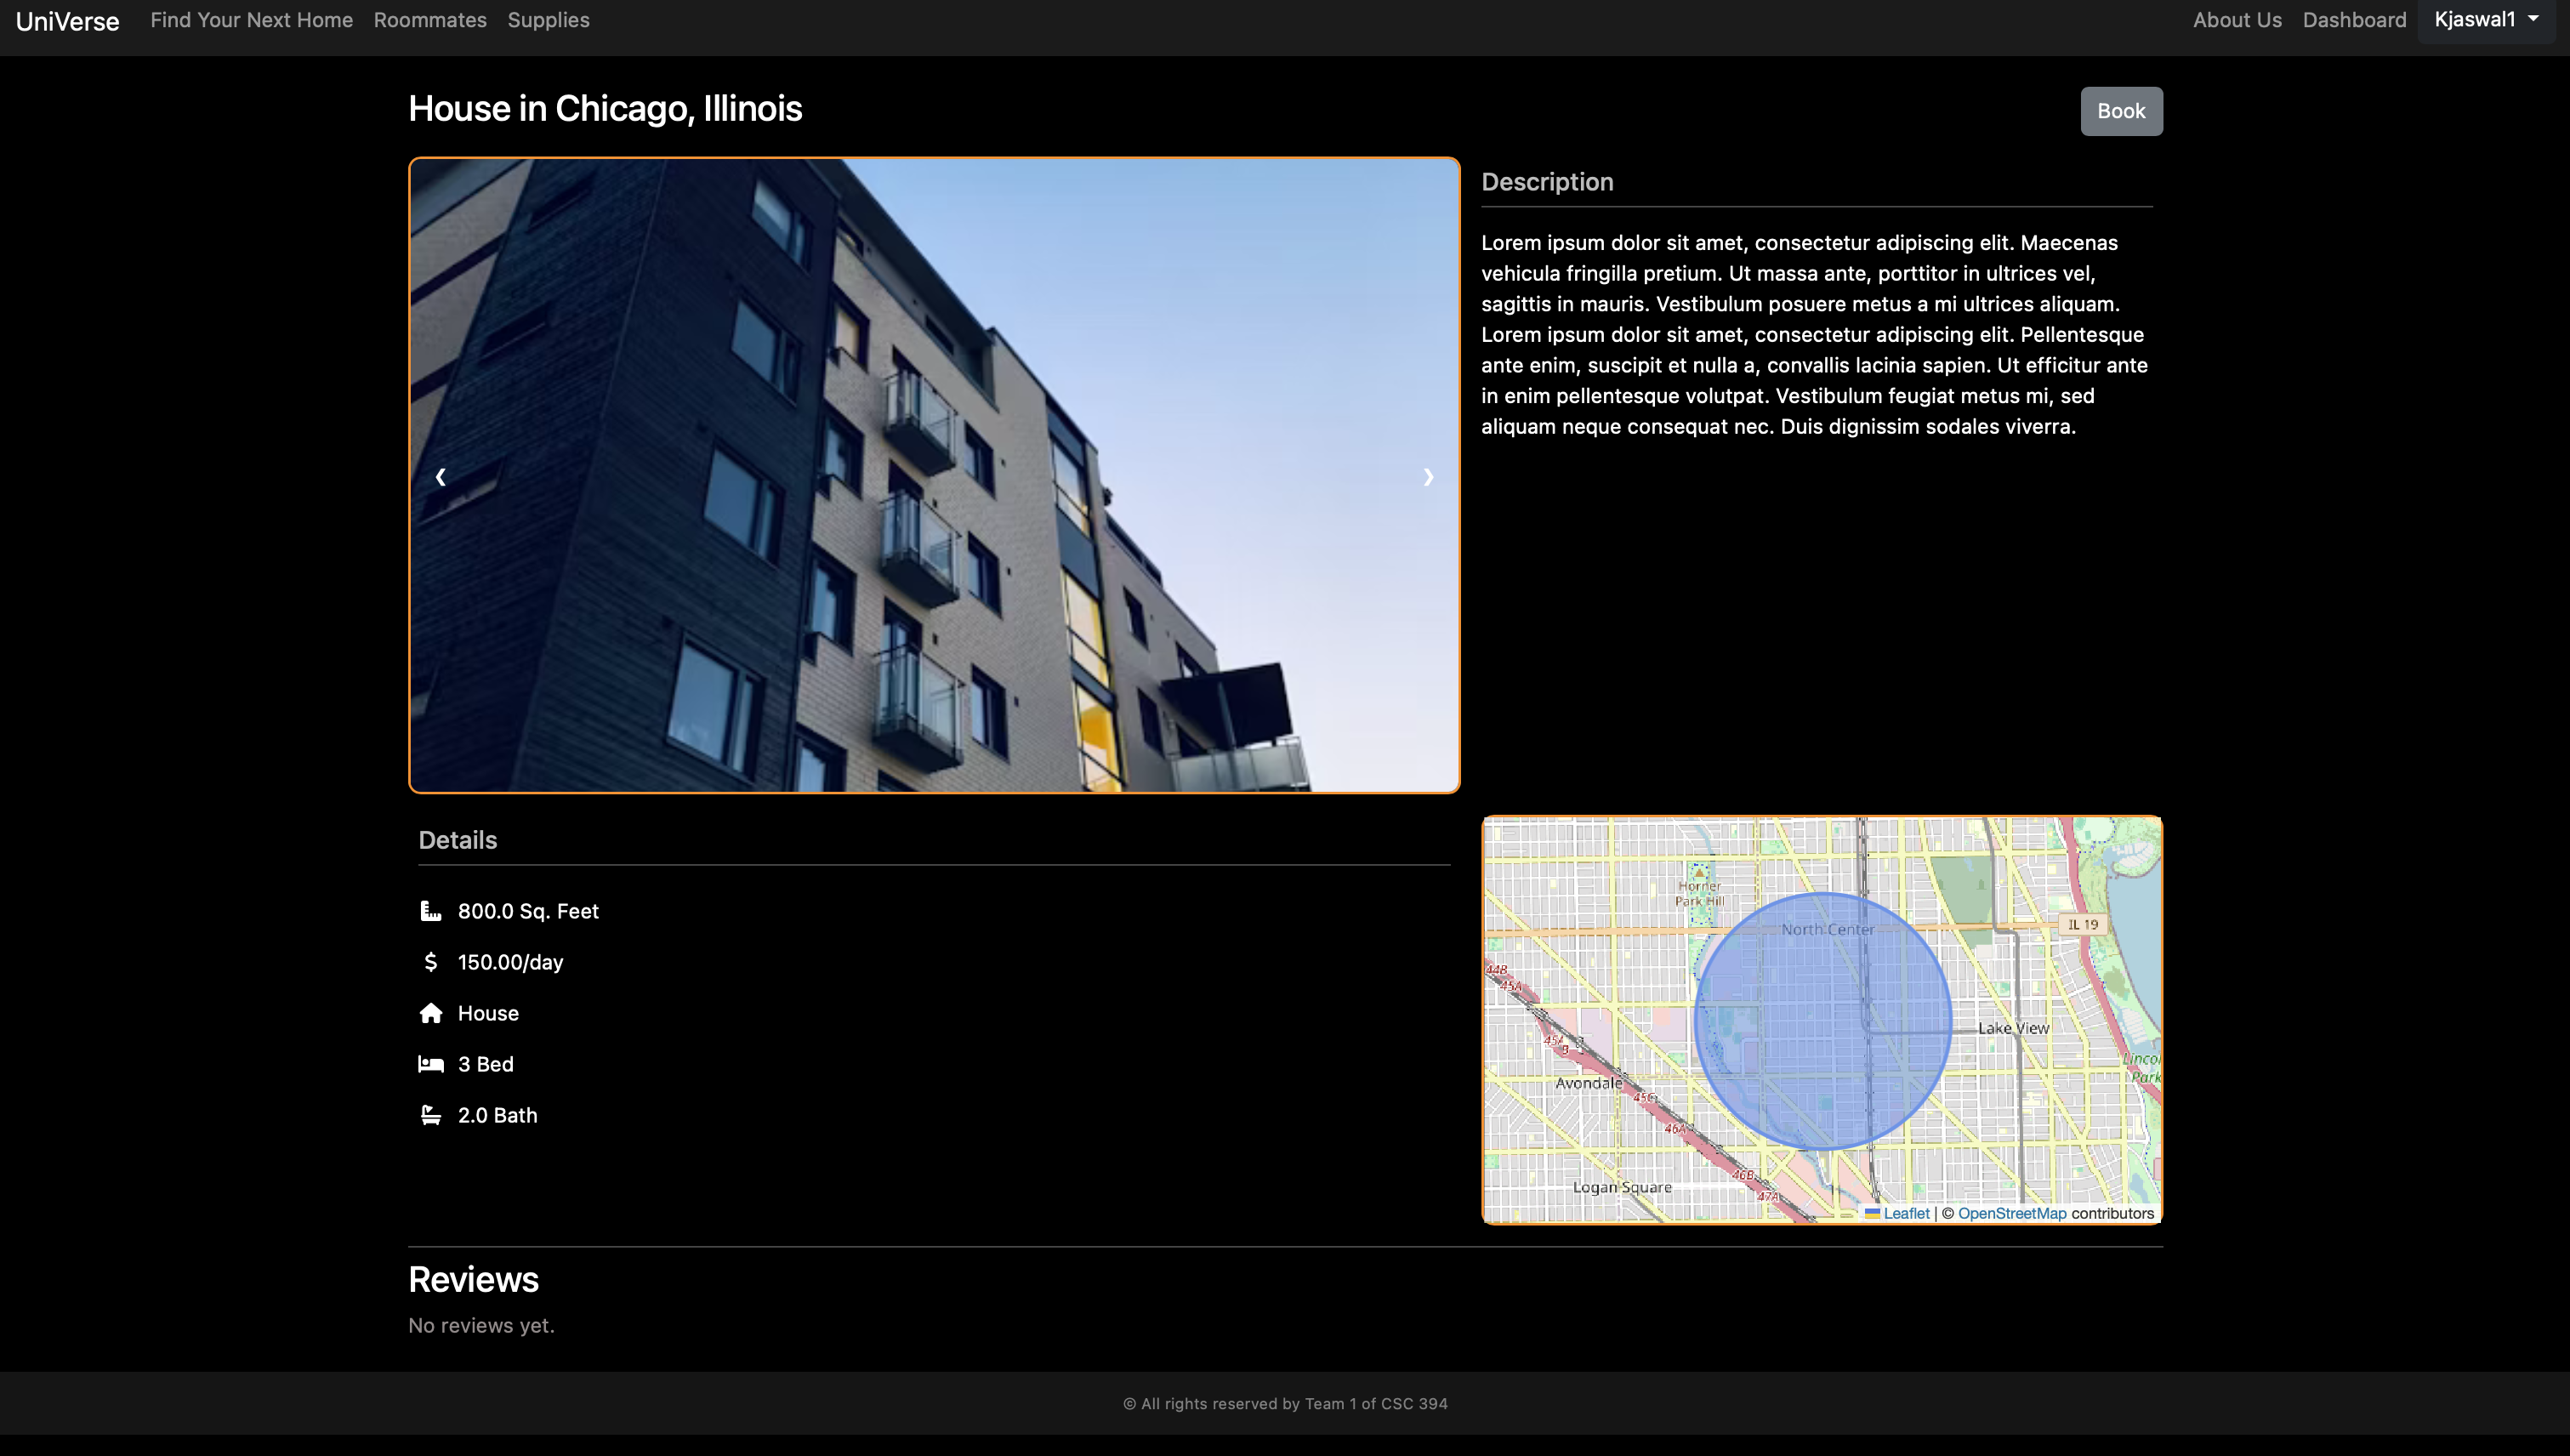 UniVerse Find Your Next Home Roommates Supplies About Us Dashboard Kjaswal1
House in Chicago, Illinois
Book
Description
Lorem ipsum dolor sit amet, consectetur adipiscing elit. Maecenas
vehicula fringilla pretium. Ut massa ante, porttitor in ultrices vel,
sagittis in mauris. Vestibulum posuere metus a mi ultrices aliquam.
Lorem ipsum dolor sit amet, consectetur adipiscing elit. Pellentesque
ante enim, suscipit et nulla a, convallis lacinia sapien. Ut efficitur ante
in enim pellentesque volutpat. Vestibulum feugiat metus mi, sed
aliquam neque consequat nec. Duis dignissim sodales viverra.
❮ ❯
Details
800.0 Sq. Feet
$ 150.00/day
House
3 Bed
2.0 Bath
Horner
Park Hill
North Center
IL 19
44B
45A
Lake View
45A
B
Lincol
Park
Avondale
45C
46A
46B
Logan Square
47A
Leaflet | © OpenStreetMap contributors
Reviews
No reviews yet.
© All rights reserved by Team 1 of CSC 394